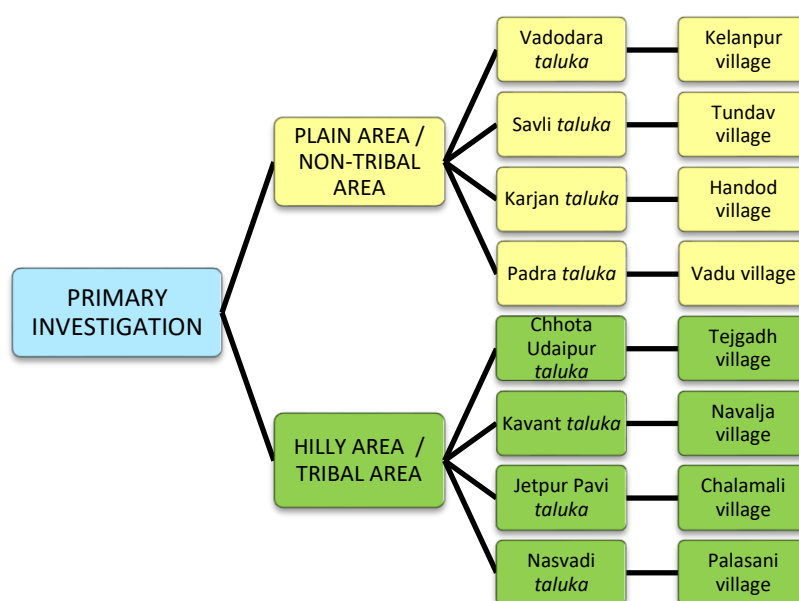 PRIMARY
INVESTIGATION
PLAIN AREA /
NON-TRIBAL
AREA
Vadodara
taluka
Kelanpur
village
Savli taluka
Tundav
village
Karjan taluka
Handod
village
Padra taluka
Vadu village
HILLY AREA /
TRIBAL AREA
Chhota
Udaipur
taluka
Tejgadh
village
Kavant taluka
Navalja
village
Jetpur Pavi
taluka
Chalamali
village
Nasvadi
taluka
Palasani
village